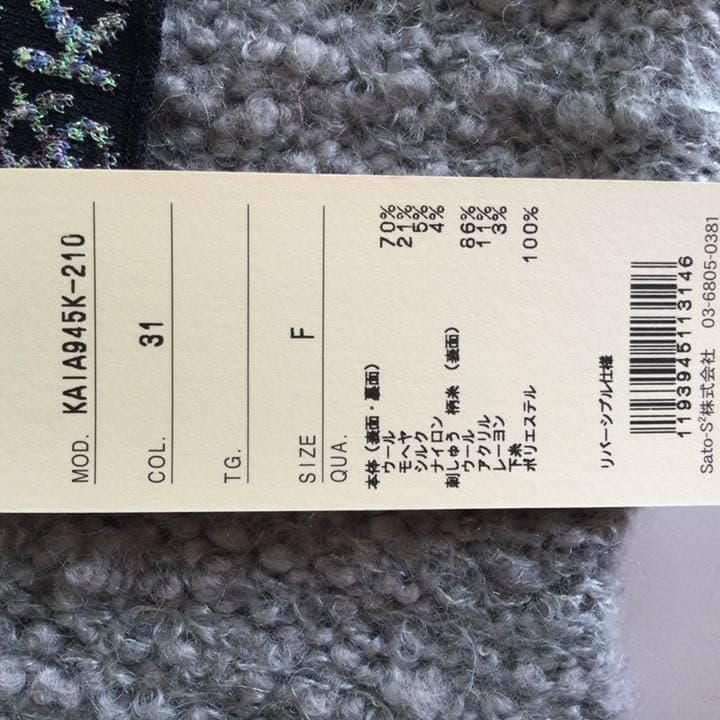 MOD. KAIA945K-210
COL. 31
TG.
SIZE F
QUA.
本体(表面・裏面)
ウール 70%
モヘヤ 21%
シルク 5%
ナイロン 4%
刺しゅう 柄糸 (表面)
ウール 86%
アクリル 11%
レーヨン 3%
下糸
ポリエステル 100%
リバーシブル仕様
1193945113146
Sato-S²株式会社 03-6805-0381